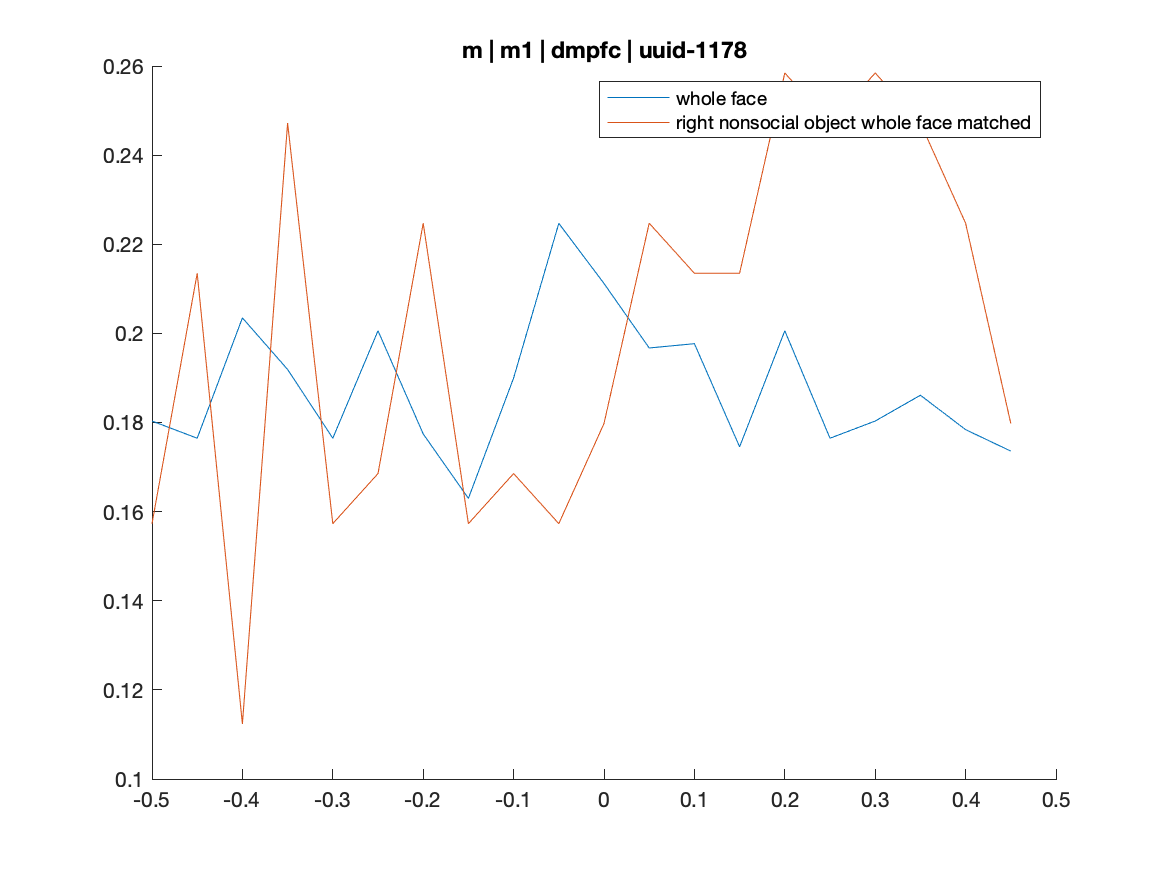 m | m1 | dmpfc | uuid-1178
0.26
whole face
right nonsocial object whole face matched
0.24
0.22
0.2
0.18
0.16
0.14
0.12
0.1
-0.5 -0.4 -0.3 -0.2 -0.1 0 0.1 0.2 0.3 0.4 0.5